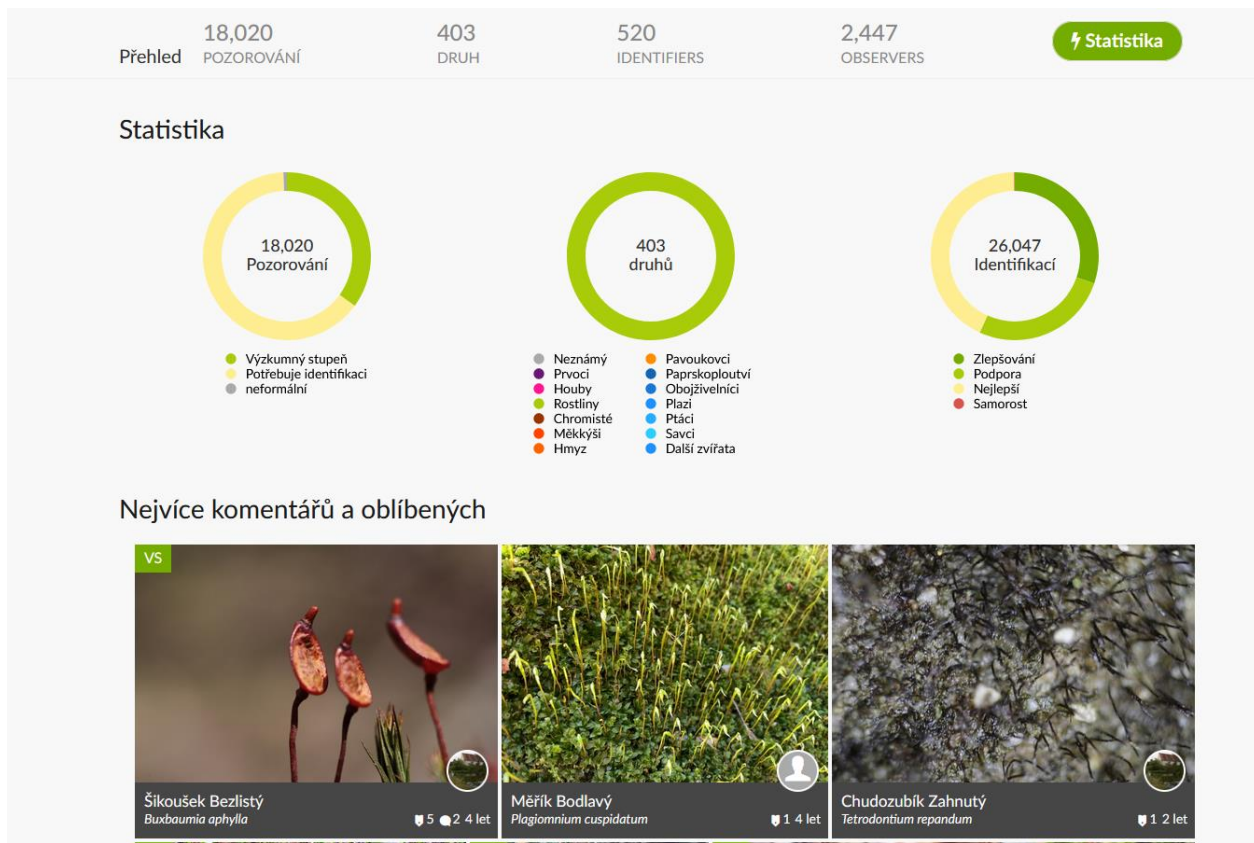 Přehled
18,020
POZOROVÁNÍ
403
DRUH
520
IDENTIFIERS
2,447
OBSERVERS
Statistika
Statistika
18,020
Pozorování
Výzkumný stupeň
Potřebuje identifikaci
neformální
403
druhů
Neznámý
Prvoci
Houby
Rostliny
Chromisté
Měkkýši
Hmyz
Pavoukovci
Paprskoploutví
Obojživelníci
Plazi
Ptáci
Savci
Další zvířata
26,047
Identifikací
Zlepšování
Podpora
Nejlepší
Samorost
Nejvíce komentářů a oblíbených
VS
Šikoušek Bezlistý
Buxbaumia aphylla
5 2 4 let
Měřík Bodlavý
Plagiomnium cuspidatum
1 4 let
Chudozubík Zahnutý
Tetrodontium repandum
1 2 let